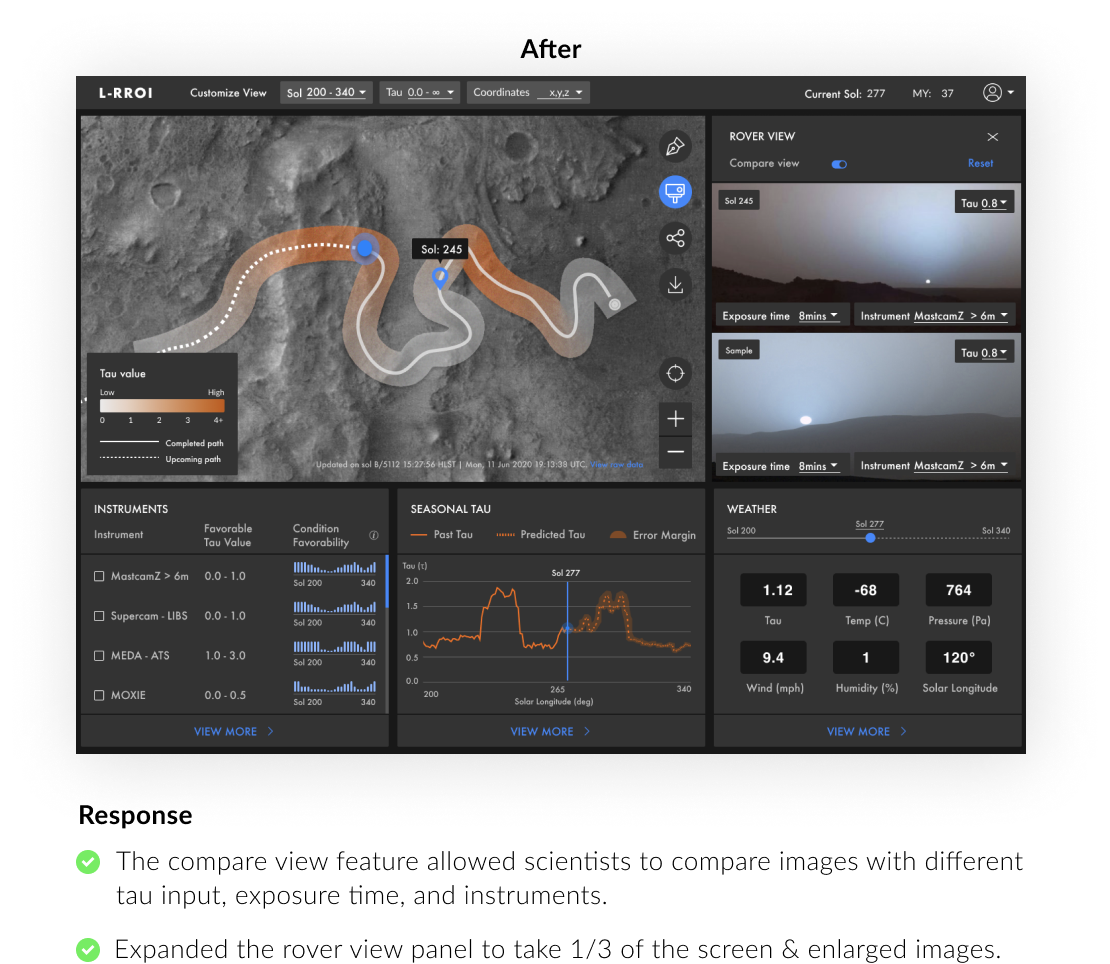 After
L-RROI Customize View Sol 200 - 340 Tau 0.0 - ∞ Coordinates x,y,z Current Sol: 277 MY: 37
ROVER VIEW
Compare view Reset
Sol 245 Tau 0.8
Sol: 245
Exposure time 8mins Instrument MastcamZ > 6m
Sample Tau 0.8
Exposure time 8mins Instrument MastcamZ > 6m
Tau value
Low High
0 1 2 3 4+
Completed path
Upcoming path
Updated on sol B/5112 15:27:56 HLST | Mon, 11 Jun 2020 19:13:38 UTC. View raw data
INSTRUMENTS
Instrument Favorable Tau Value Condition Favorability i
MastcamZ > 6m 0.0 - 1.0
Sol 200 340
Supercam - LIBS 0.0 - 1.0
Sol 200 340
MEDA - ATS 1.0 - 3.0
Sol 200 340
MOXIE 0.0 - 0.5
Sol 200 340
VIEW MORE >
SEASONAL TAU
Past Tau Predicted Tau Error Margin
Tau (τ)
Sol 277
2.0
1.5
1.0
0.5
0.0
200 265 340
Solar Longitude (deg)
VIEW MORE >
WEATHER
Sol 200 Sol 277 Sol 340
1.12 -68 764
Tau Temp (C) Pressure (Pa)
9.4 1 120°
Wind (mph) Humidity (%) Solar Longitude
VIEW MORE >
Response
The compare view feature allowed scientists to compare images with different
tau input, exposure time, and instruments.
Expanded the rover view panel to take 1/3 of the screen & enlarged images.